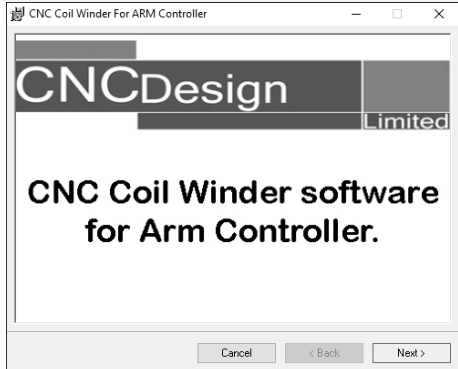 CNC Coil Winder For ARM Controller
CNCDesign
Limited
CNC Coil Winder software
for Arm Controller.
Cancel
< Back
Next >